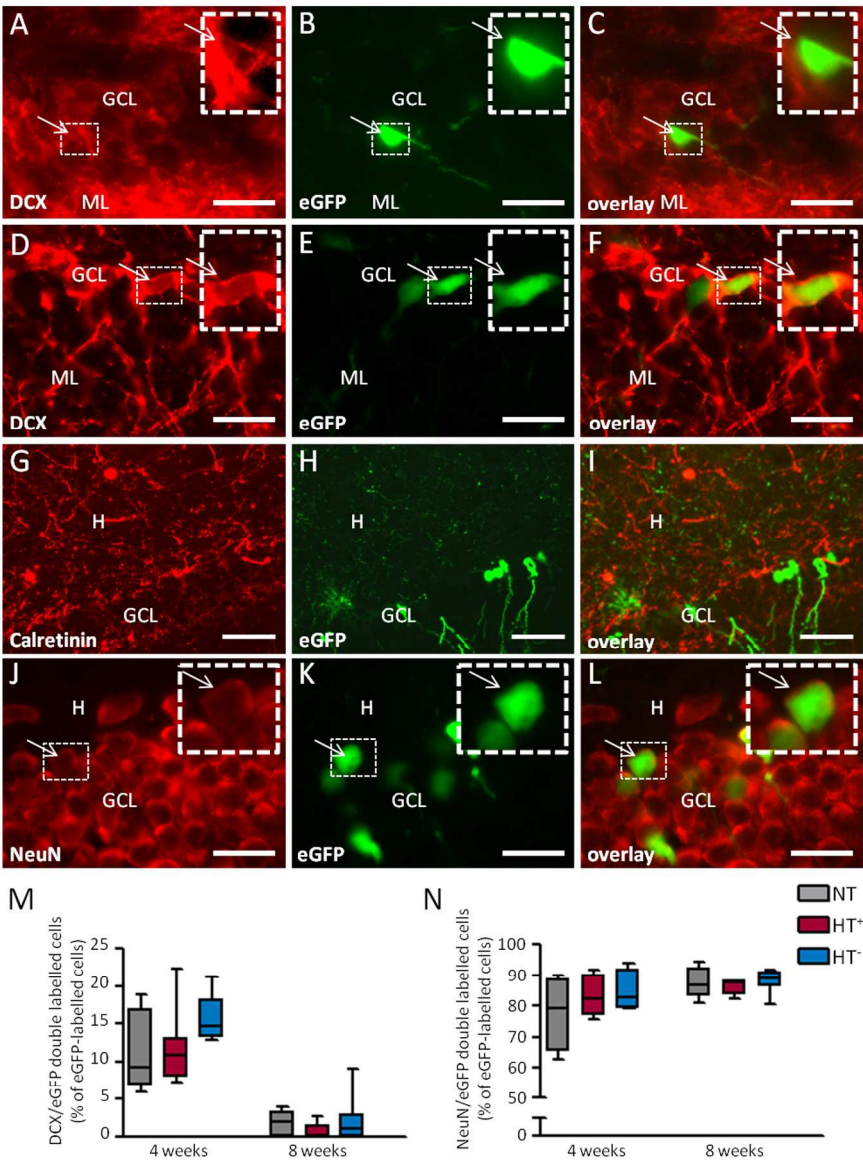 A
GCL
DCX
ML
B
GCL
eGFP
ML
C
GCL
overlay
ML
D
GCL
ML
DCX
E
GCL
ML
eGFP
F
GCL
ML
overlay
G
H
GCL
Calretinin
H
H
GCL
eGFP
I
H
GCL
overlay
J
H
GCL
NeuN
K
H
GCL
eGFP
L
H
GCL
overlay
M
DCX/eGFP double labelled cells
(% of eGFP-labelled cells)
25
20
15
10
5
0
4 weeks
8 weeks
N
NT
HT+
HT-
NeuN/eGFP double labelled cells
(% of eGFP-labelled cells)
100
90
80
70
60
50
0
4 weeks
8 weeks